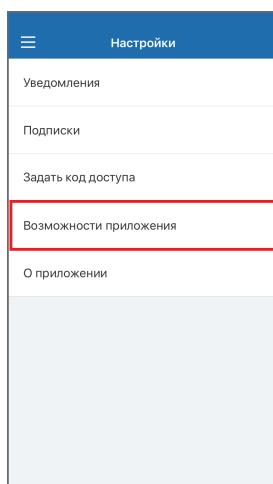 Настройки
Уведомления
Подписки
Задать код доступа
Возможности приложения
О приложении